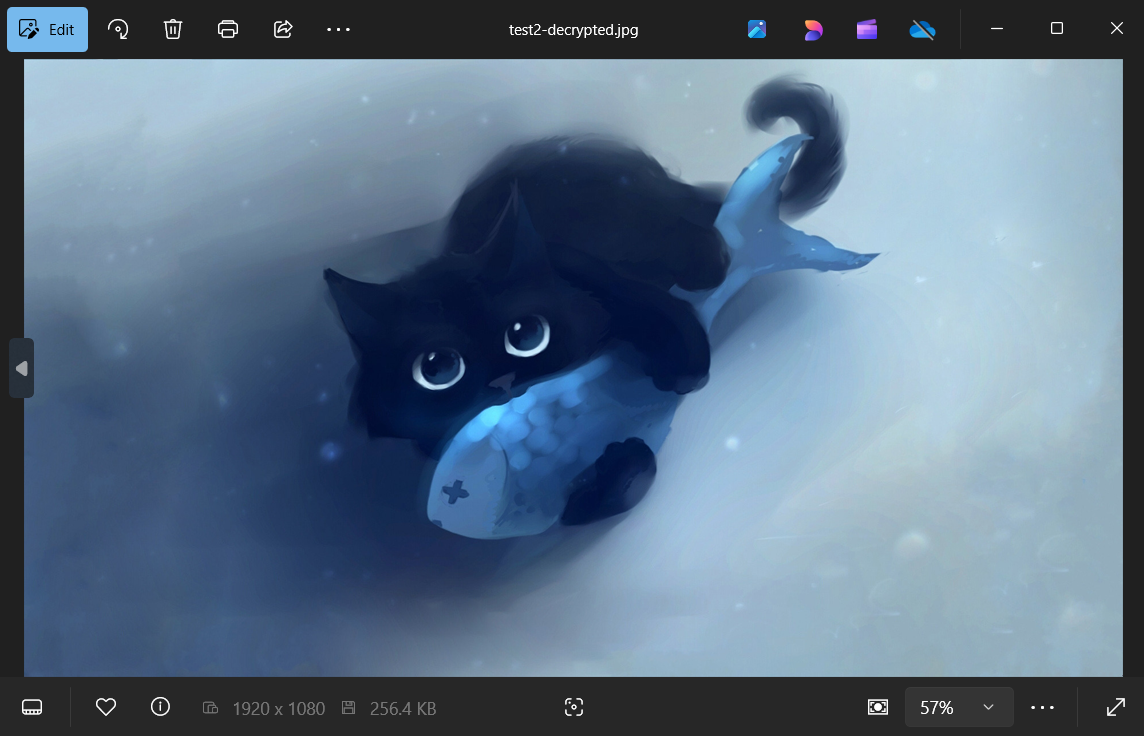 Edit
test2-decrypted.jpg
1920 x 1080
256.4 KB
57%